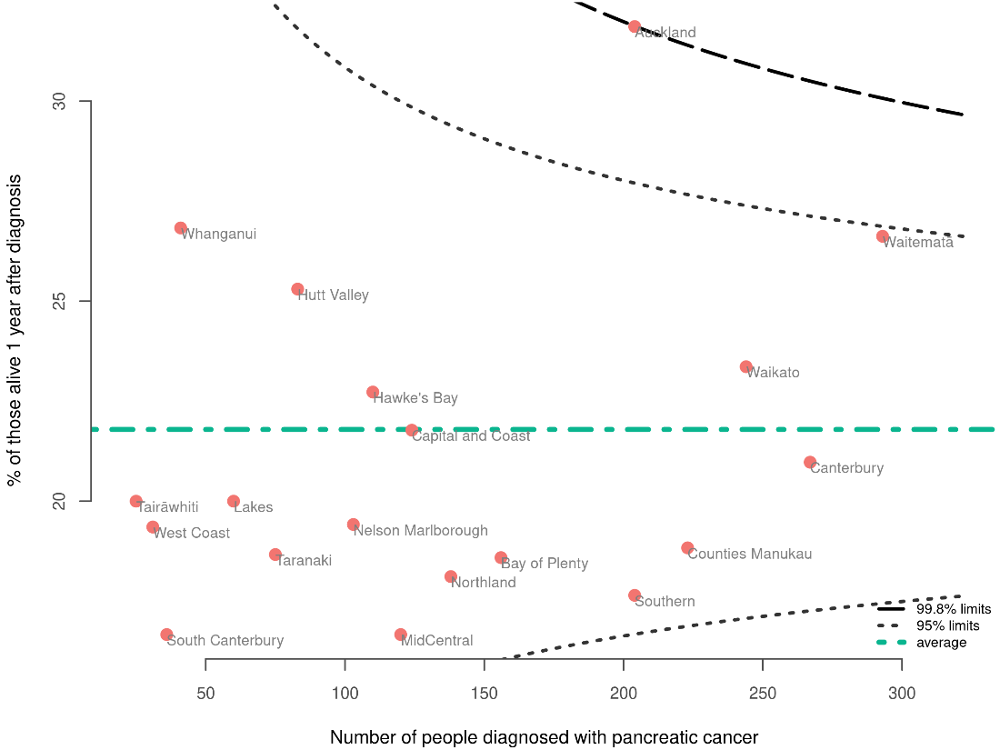 Auckland
30
Whanganui
Waitematā
Hutt Valley
25
Waikato
Hawke's Bay
Capital and Coast
Canterbury
20
Tairāwhiti
Lakes
West Coast
Nelson Marlborough
Taranaki
Bay of Plenty
Counties Manukau
Northland
Southern
South Canterbury
MidCentral
99.8% limits
95% limits
average
50 100 150 200 250 300
Number of people diagnosed with pancreatic cancer
% of those alive 1 year after diagnosis